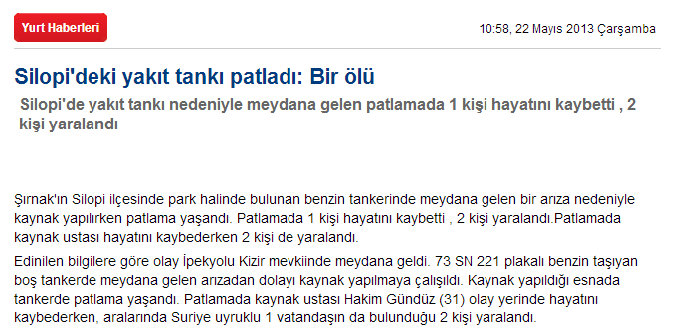 Yurt Haberleri
10:58, 22 Mayıs 2013 Çarşamba
Silopi'deki yakıt tankı patladı: Bir ölü
Silopi'de yakıt tankı nedeniyle meydana gelen patlamada 1 kişi hayatını kaybetti , 2
kişi yaralandı
Şırnak'ın Silopi ilçesinde park halinde bulunan benzin tankerinde meydana gelen bir arıza nedeniyle
kaynak yapılırken patlama yaşandı. Patlamada 1 kişi hayatını kaybetti , 2 kişi yaralandı.Patlamada
kaynak ustası hayatını kaybederken 2 kişi de yaralandı.
Edinilen bilgilere göre olay İpekyolu Kizir mevkiinde meydana geldi. 73 SN 221 plakalı benzin taşıyan
boş tankerde meydana gelen arızadan dolayı kaynak yapılmaya çalışıldı. Kaynak yapıldığı esnada
tankerde patlama yaşandı. Patlamada kaynak ustası Hakim Gündüz (31) olay yerinde hayatını
kaybederken, aralarında Suriye uyruklu 1 vatandaşın da bulunduğu 2 kişi yaralandı.